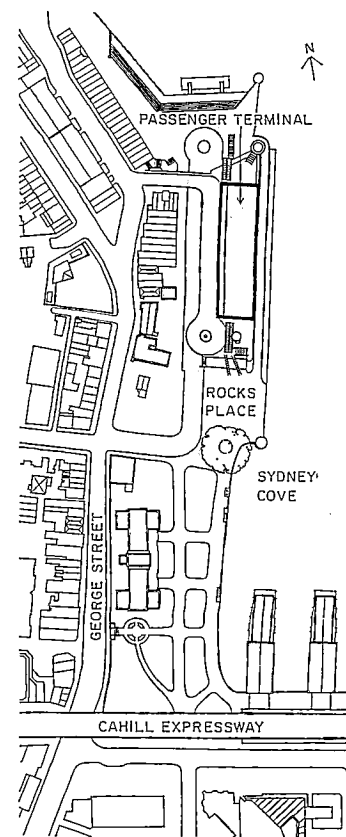 N
PASSENGER TERMINAL
ROCKS
PLACE
SYDNEY
COVE
GEORGE STREET
CAHILL EXPRESSWAY